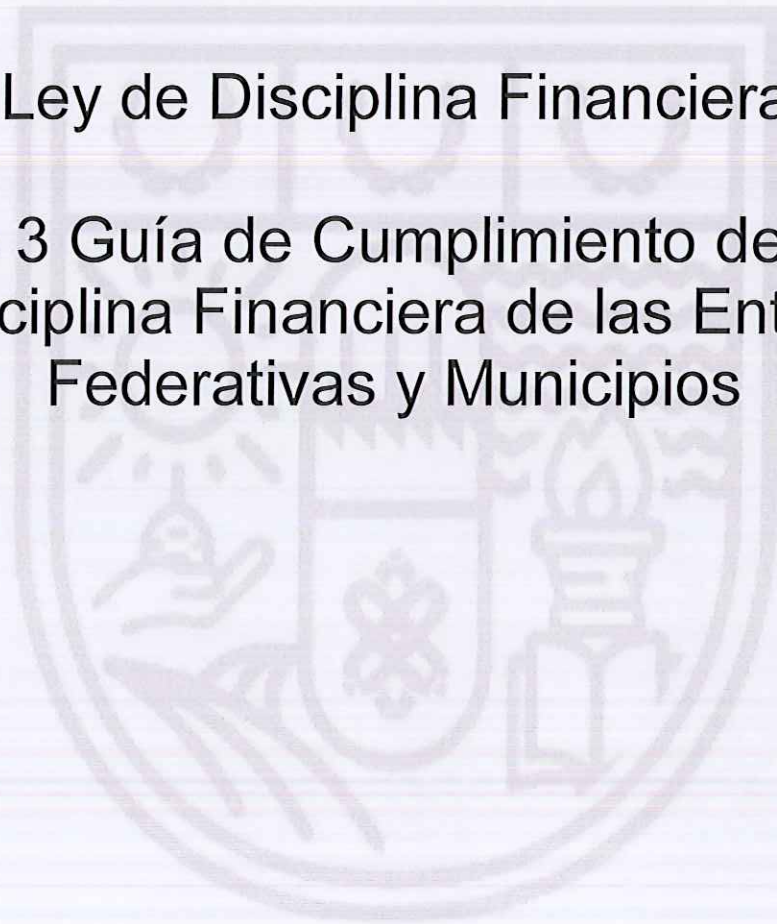 Ley de Disciplina Financiera
3 Guía de Cumplimiento de
ciplina Financiera de las Ent
Federativas y Municipios